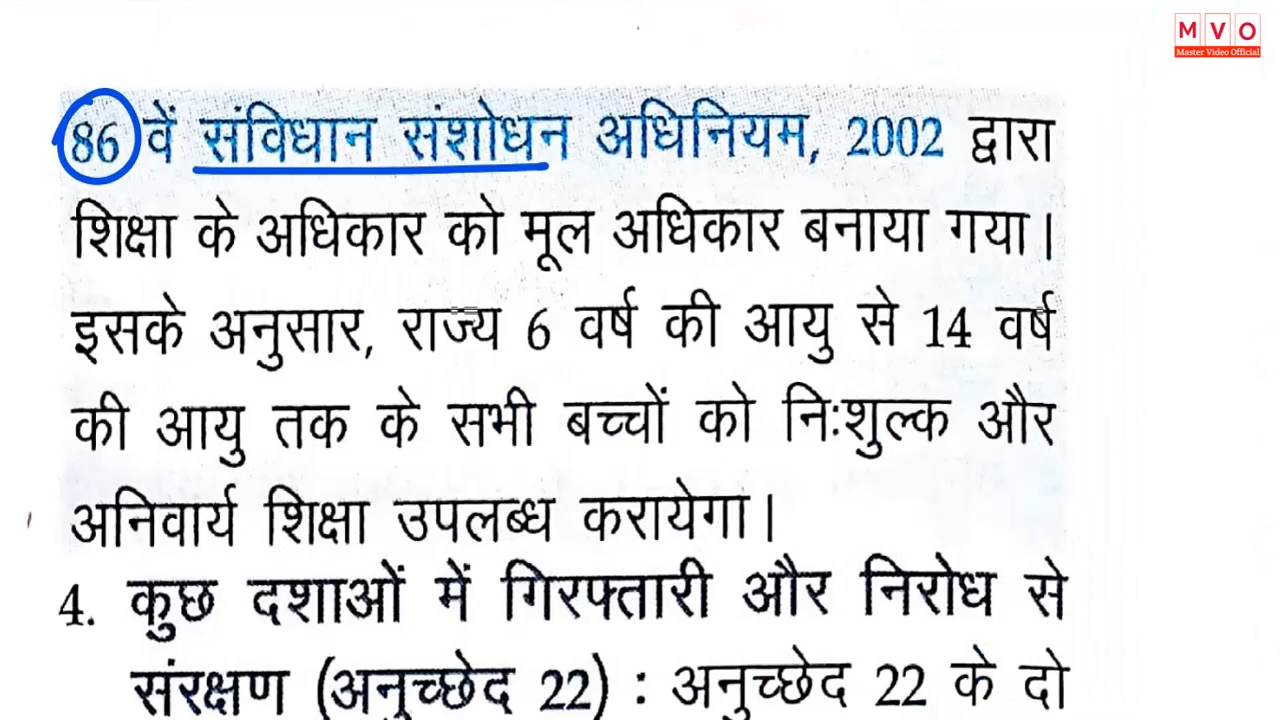 M V O
Master Video Official
86 वें संविधान संशोधन अधिनियम, 2002 द्वारा
शिक्षा के अधिकार को मूल अधिकार बनाया गया।
इसके अनुसार, राज्य 6 वर्ष की आयु से 14 वर्ष
की आयु तक के सभी बच्चों को निःशुल्क और
अनिवार्य शिक्षा उपलब्ध करायेगा।
4. कुछ दशाओं में गिरफ्तारी और निरोध से
संरक्षण (अनुच्छेद 22) : अनुच्छेद 22 के दो